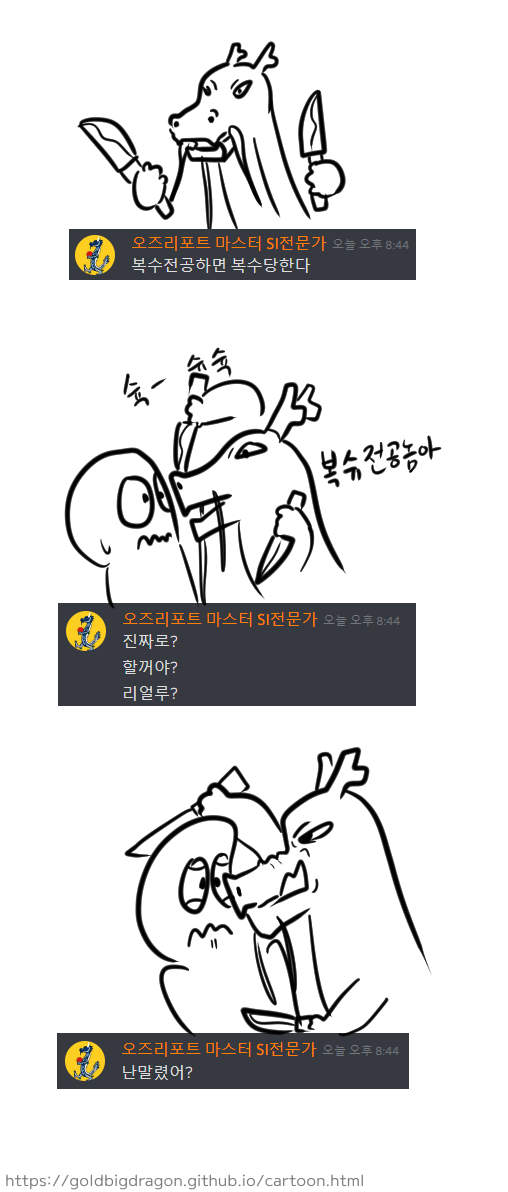 오즈리포트 마스터 SI전문가 오늘 오후 8:44
복수전공하면 복수당한다
슉- 슈슉
복슈전공놈아
오즈리포트 마스터 SI전문가 오늘 오후 8:44
진짜로?
할꺼야?
리얼루?
오즈리포트 마스터 SI전문가 오늘 오후 8:44
난말렸어?
https://goldbigdragon.github.io/cartoon.html